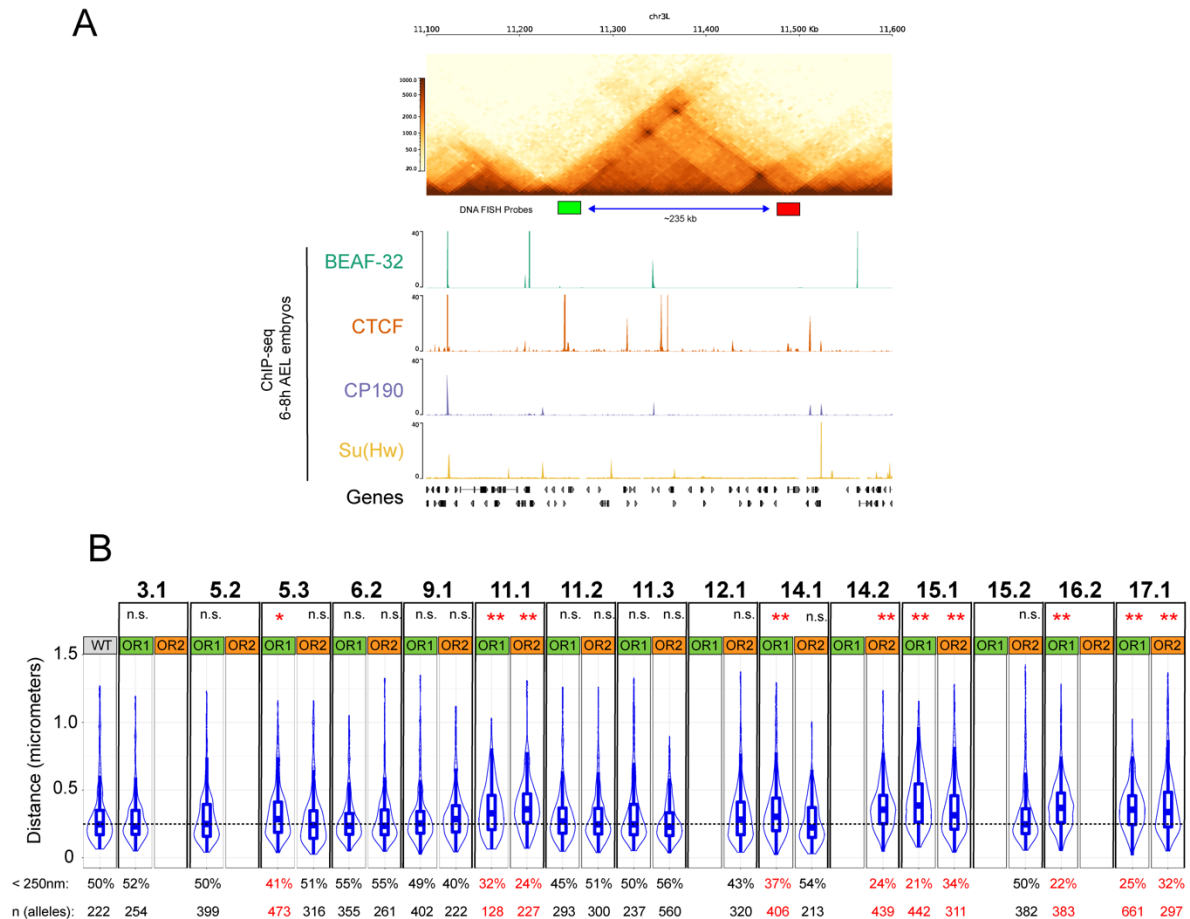 A
chr3L
11,100 11,200 11,300 11,400 11,500 Kb 11,600
1000.0
500.0
200.0
100.0
50.0
20.0
DNA FISH Probes
~235 kb
ChIP-seq
6-8h AEL embryos
BEAF-32
40
0
CTCF
40
0
CP190
40
0
Su(Hw)
40
0
Genes
B
3.1 5.2 5.3 6.2 9.1 11.1 11.2 11.3 12.1 14.1 14.2 15.1 15.2 16.2 17.1
n.s. n.s. * n.s. n.s. n.s. n.s. n.s. ** ** n.s. n.s. n.s. n.s. n.s. ** n.s. ** ** ** n.s. ** ** **
WT OR1 OR2 OR1 OR2 OR1 OR2 OR1 OR2 OR1 OR2 OR1 OR2 OR1 OR2 OR1 OR2 OR1 OR2 OR1 OR2 OR1 OR2 OR1 OR2 OR1 OR2 OR1 OR2 OR1 OR2
Distance (micrometers)
1.5
1.0
0.5
0
< 250nm: 50% 52% 50% 41% 51% 55% 55% 49% 40% 32% 24% 45% 51% 50% 56% 43% 37% 54% 24% 21% 34% 50% 22% 25% 32%
n (alleles): 222 254 399 473 316 355 261 402 222 128 227 293 300 237 560 320 406 213 439 442 311 382 383 661 297